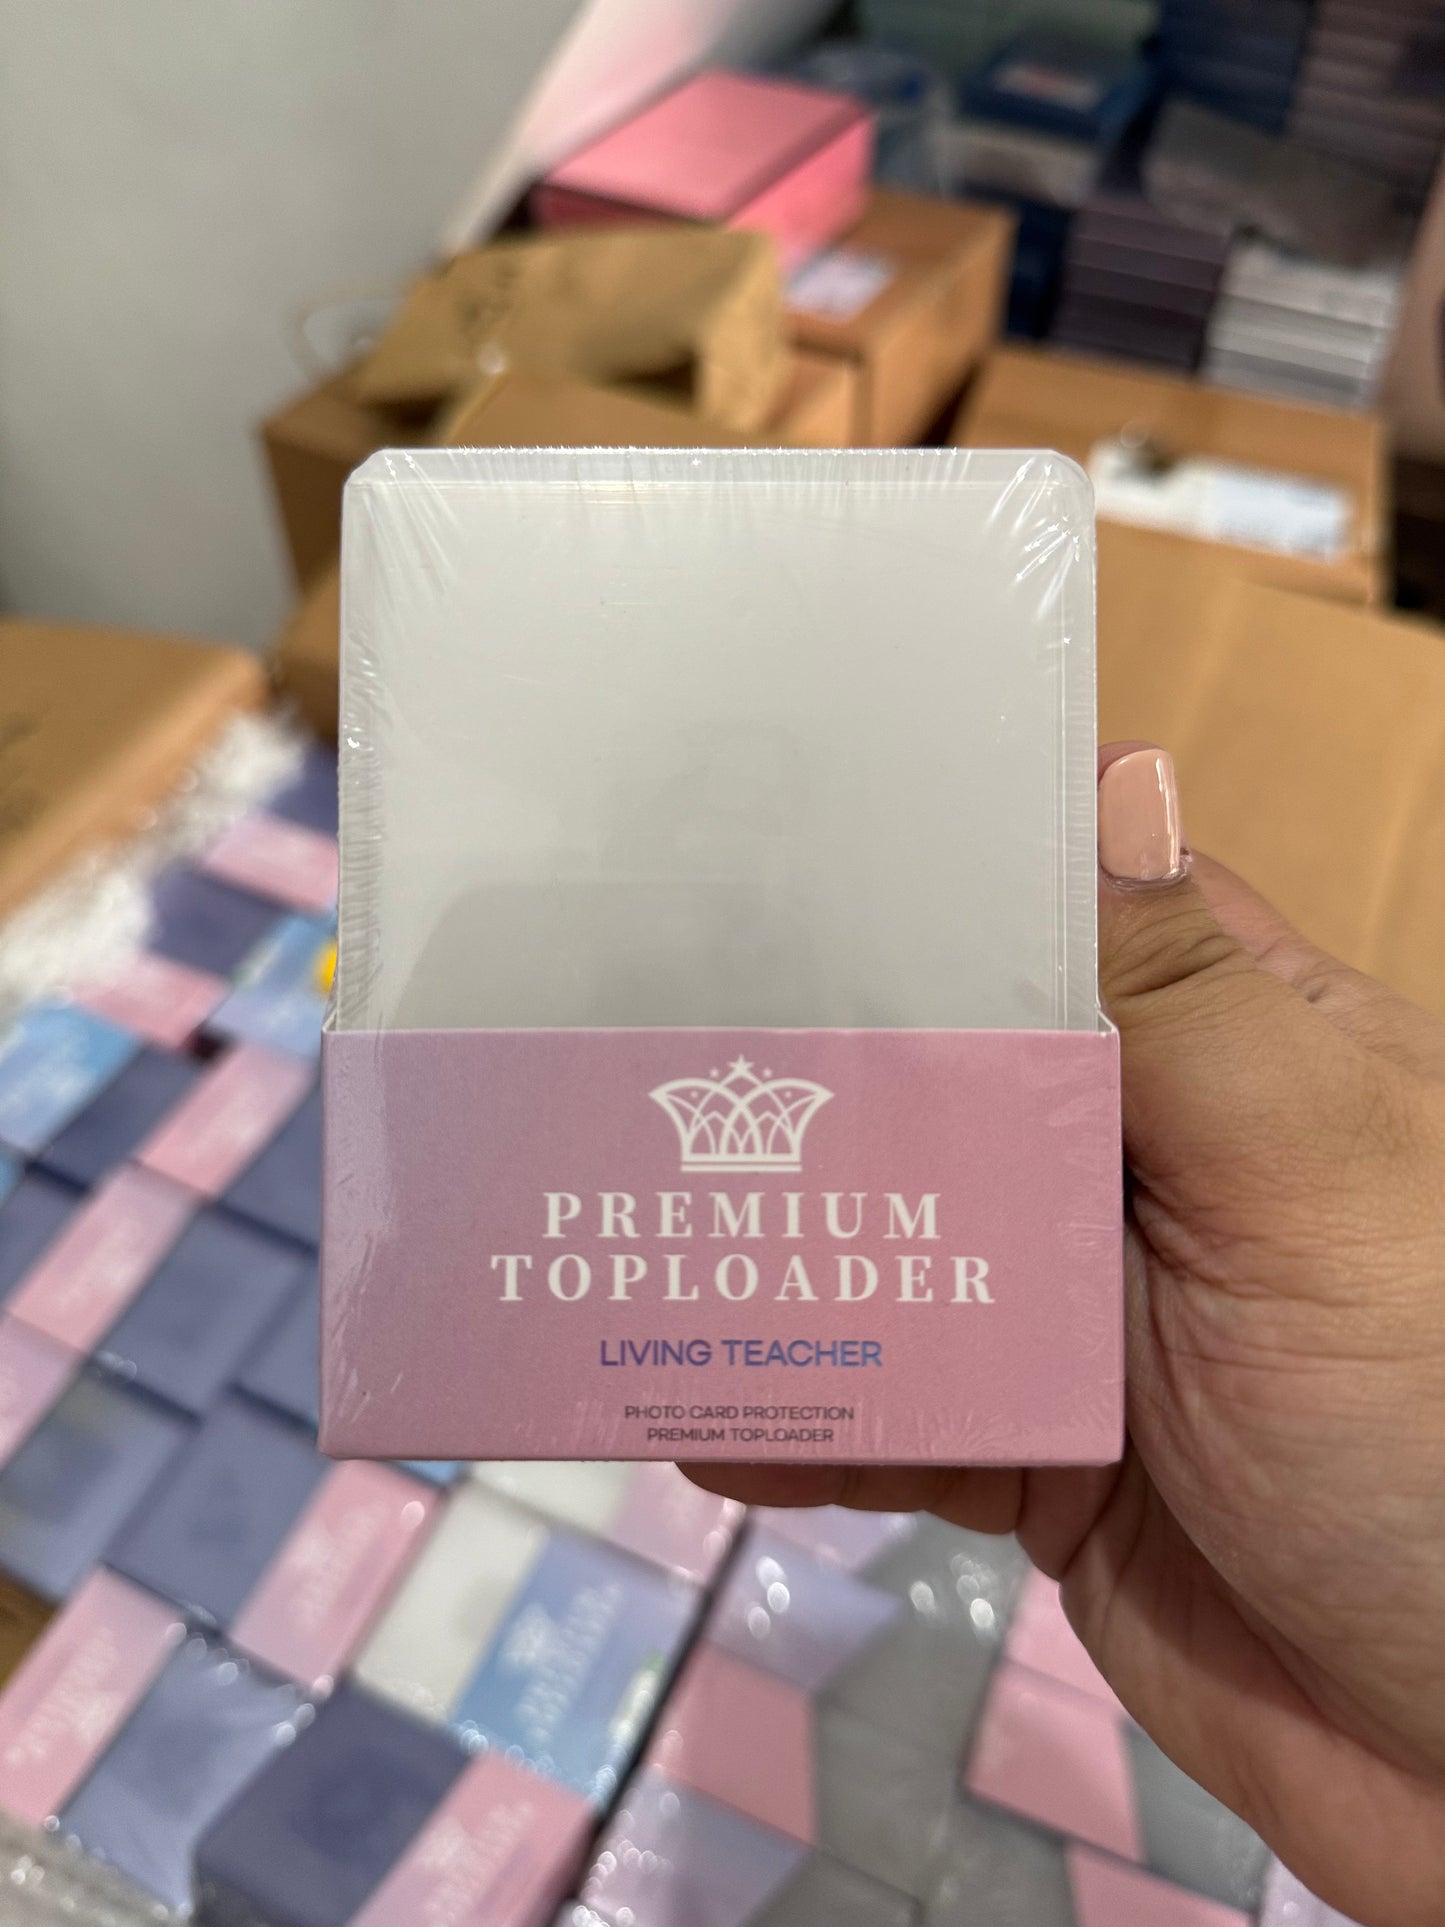 PREMIUM
TOPLOADER
LIVING TEACHER
PHOTO CARD PROTECTION
PREMIUM TOPLOADER